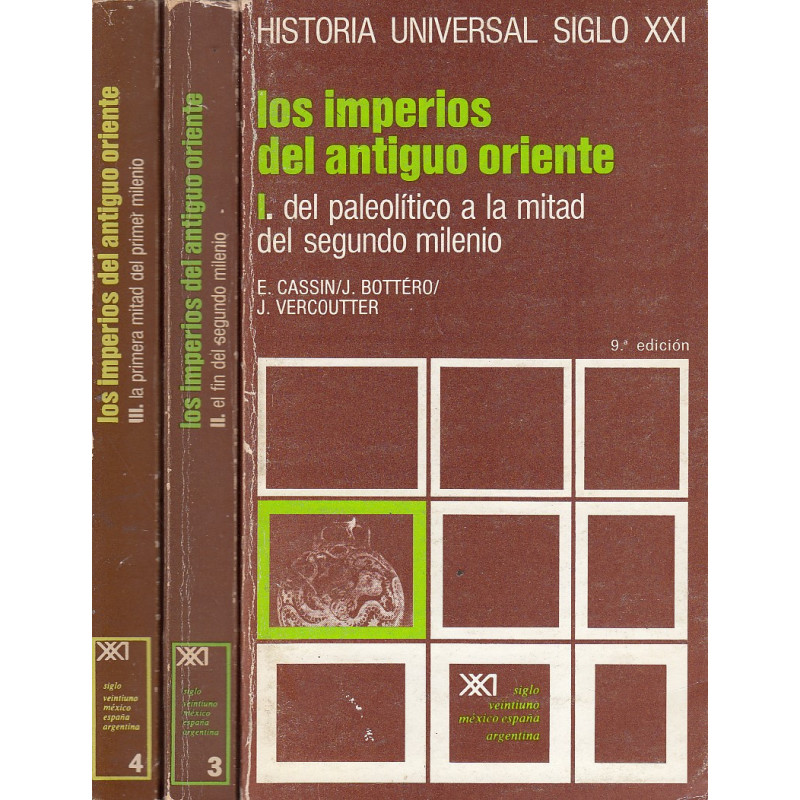 los imperios del antiguo oriente
III. la primera mitad del primer milenio
XXI
siglo
veintiuno
méxico
españa
argentina
4
los imperios del antiguo oriente
II. el fin del segundo milenio
XXI
siglo
veintiuno
méxico
españa
argentina
3
HISTORIA UNIVERSAL SIGLO XXI
los imperios
del antiguo oriente
I. del paleolítico a la mitad
del segundo milenio
E. CASSIN/J. BOTTÉRO/
J. VERCOUTTER
9.ª edición
XXI siglo
veintiuno
méxico españa
argentina